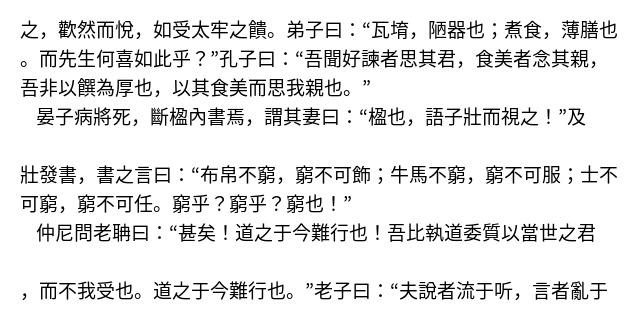 之，歡然而悅，如受太牢之饋。弟子曰：“瓦堉，陋器也；煮食，薄膳也
。而先生何喜如此乎？”孔子曰：“吾聞好諫者思其君，食美者念其親，
吾非以饌為厚也，以其食美而思我親也。”
晏子病將死，斷楹內書焉，謂其妻曰：“楹也，語子壯而視之！”及
壯發書，書之言曰：“布帛不窮，窮不可飾；牛馬不窮，窮不可服；士不
可窮，窮不可任。窮乎？窮乎？窮也！”
仲尼問老聃曰：“甚矣！道之于今難行也！吾比執道委質以當世之君
，而不我受也。道之于今難行也。”老子曰：“夫說者流于听，言者亂于